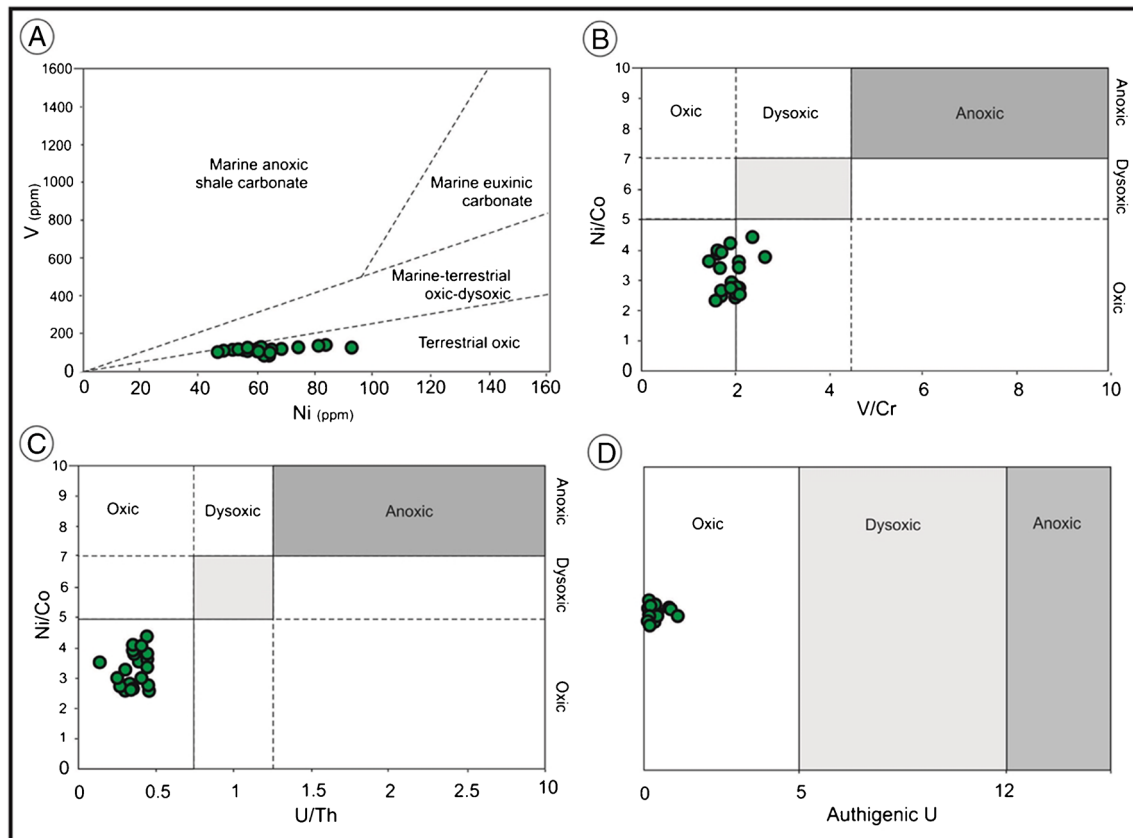 A
1600
1400
1200
1000
800
600
400
200
0
V (ppm)
Marine anoxic
shale carbonate
Marine euxinic
carbonate
Marine-terrestrial
oxic-dysoxic
Terrestrial oxic
0 20 40 60 80 100 120 140 160
Ni (ppm)
B
10
9
8
7
6
5
4
3
2
1
0
Ni/Co
Oxic Dysoxic Anoxic
Anoxic
Dysoxic
Oxic
0 2 4 6 8 10
V/Cr
C
10
9
8
7
6
5
4
3
2
1
0
Ni/Co
Oxic Dysoxic Anoxic
Anoxic
Dysoxic
Oxic
0 0.5 1 1.5 2 2.5 10
U/Th
D
Oxic Dysoxic Anoxic
0 5 12
Authigenic U